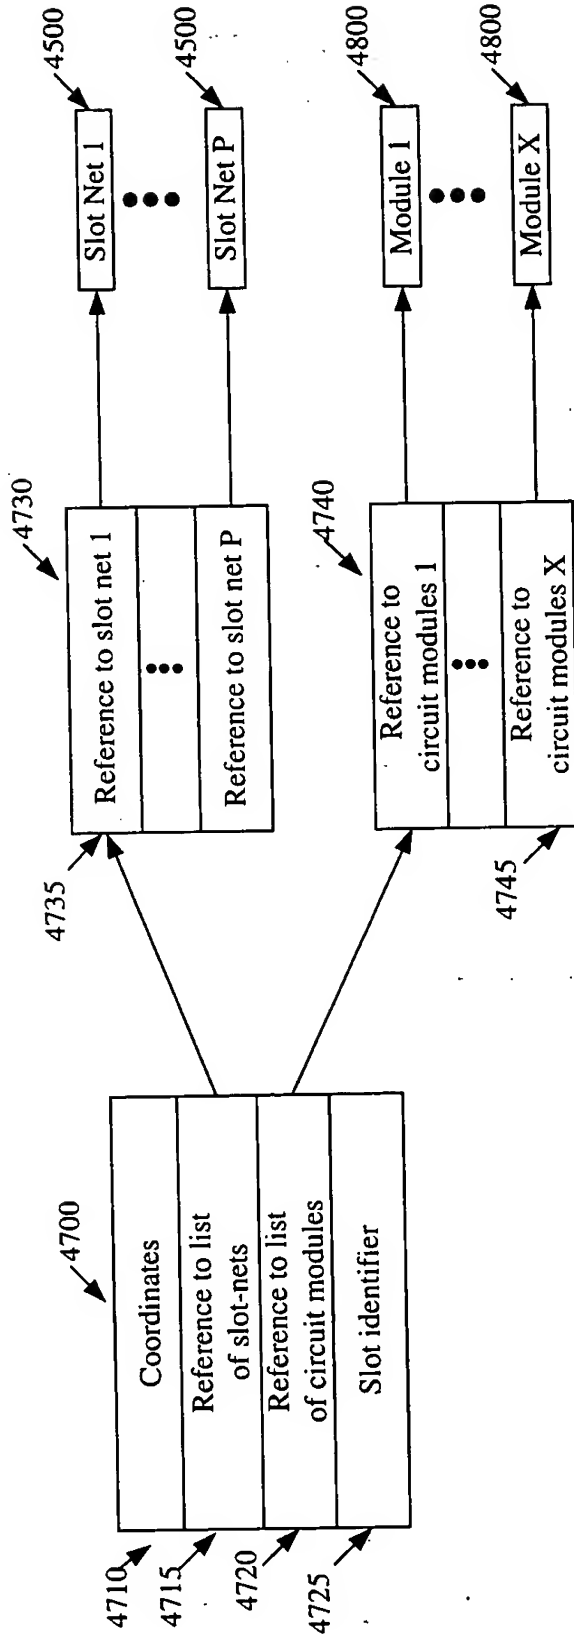 4700
4710
Coordinates
4715
Reference to list
of slot-nets
4720
Reference to list
of circuit modules
4725
Slot identifier
4730
4735
Reference to slot net 1
Reference to slot net P
4740
Reference to
circuit modules 1
Reference to
circuit modules X
4745
4500
Slot Net 1
4500
Slot Net P
4800
Module 1
4800
Module X